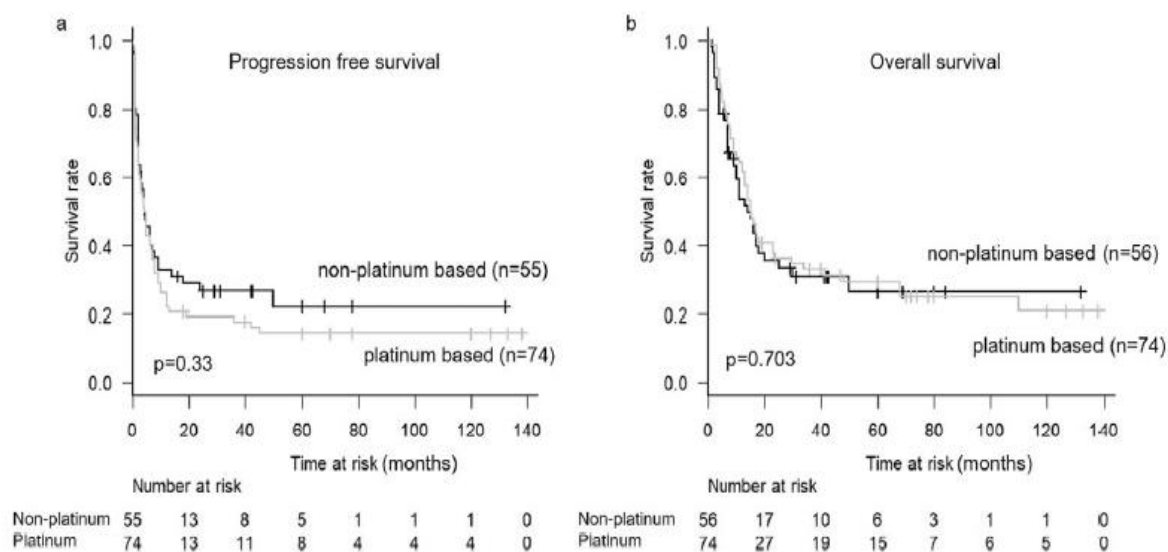 a
Progression free survival
1.0
0.8
0.6
0.4
0.2
0.0
Survival rate
non-platinum based (n=55)
platinum based (n=74)
p=0.33
0 20 40 60 80 100 120 140
Time at risk (months)
Number at risk
Non-platinum 55 13 8 5 1 1 1 0
Platinum 74 13 11 8 4 4 4 0
b
Overall survival
1.0
0.8
0.6
0.4
0.2
0.0
Survival rate
non-platinum based (n=56)
platinum based (n=74)
p=0.703
0 20 40 60 80 100 120 140
Time at risk (months)
Number at risk
Non-platinum 56 17 10 6 3 1 1 0
Platinum 74 27 19 15 7 6 5 0